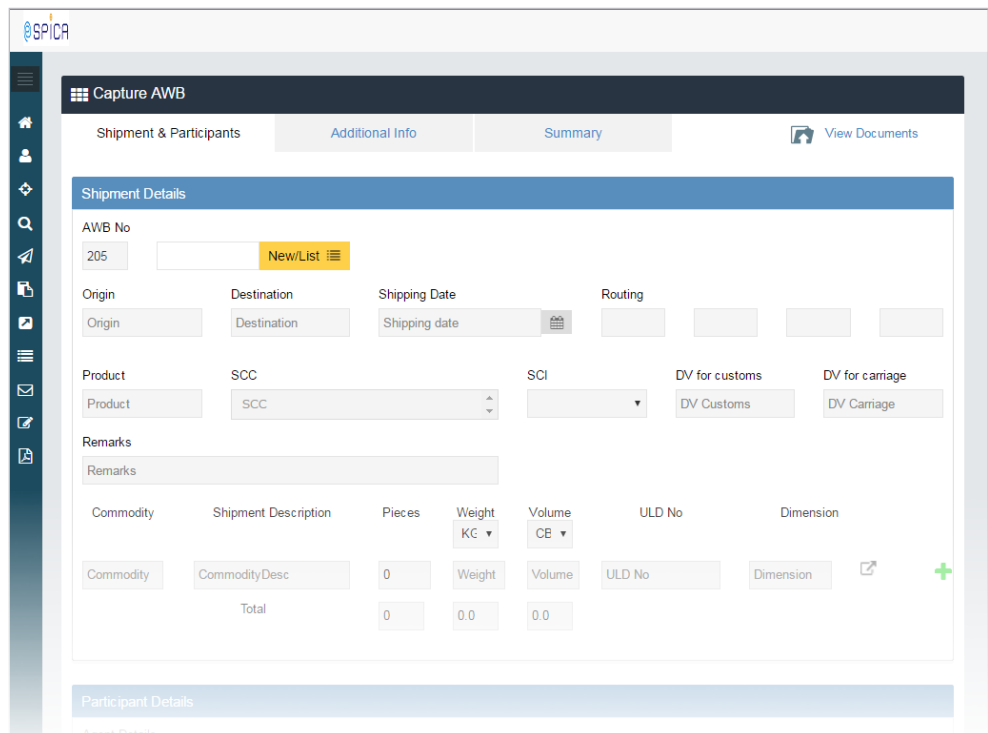 SPICA
Capture AWB
Shipment & Participants Additional Info Summary View Documents
Shipment Details
AWB No
205 New/List
Origin Destination Shipping Date Routing
Origin Destination Shipping date
Product SCC SCI DV for customs DV for carriage
Product SCC DV Customs DV Carriage
Remarks
Remarks
Commodity Shipment Description Pieces Weight Volume ULD No Dimension
KG CB
Commodity CommodityDesc 0 Weight Volume ULD No Dimension
Total 0 0.0 0.0
Participant Details
Agent Details